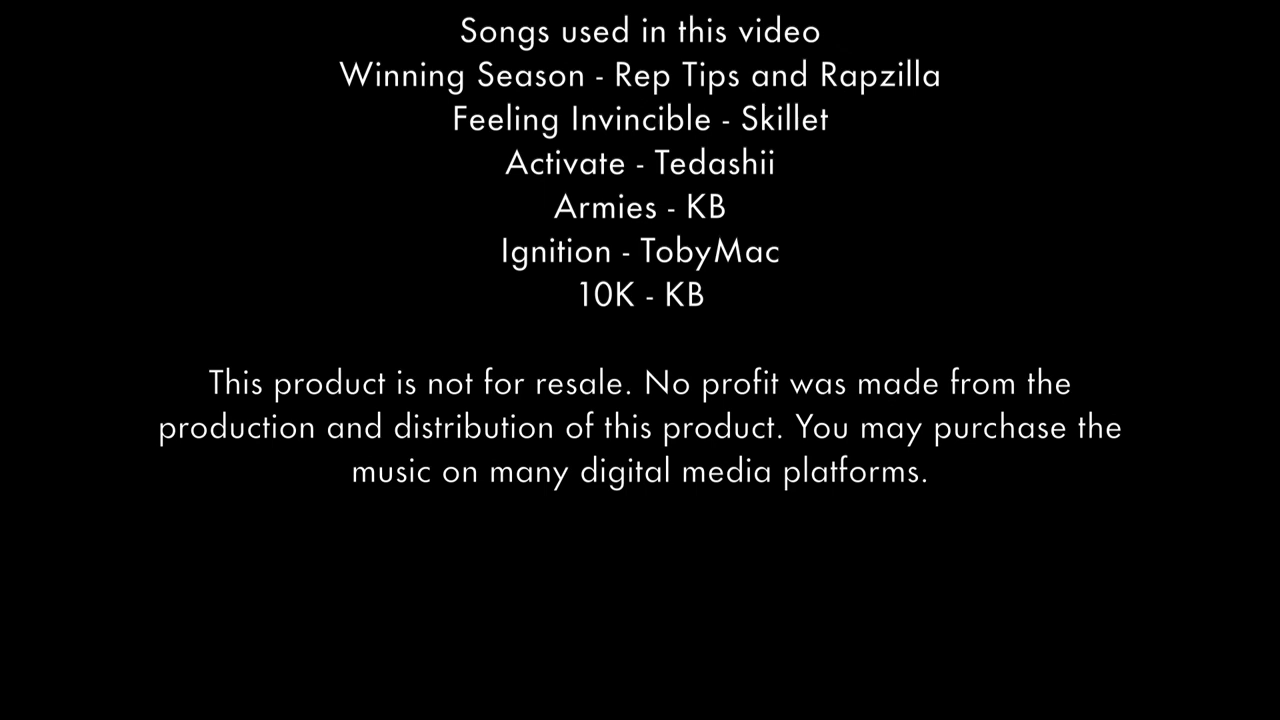 Songs used in this video
Winning Season - Rep Tips and Rapzilla
Feeling Invincible - Skillet
Activate - Tedashii
Armies - KB
Ignition - TobyMac
10K - KB
This product is not for resale. No profit was made from the
production and distribution of this product. You may purchase the
music on many digital media platforms.